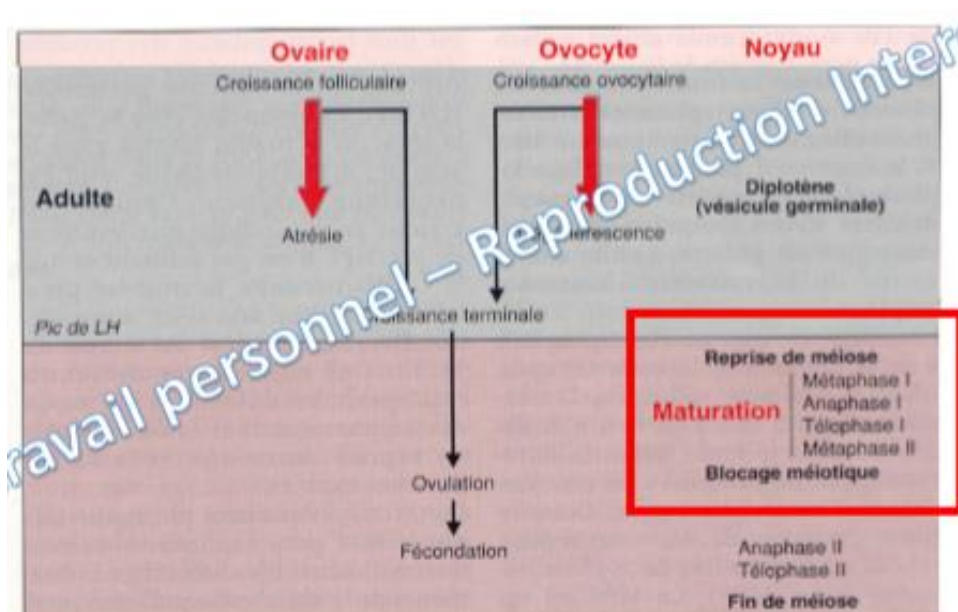 Ovaire Ovocyte Noyau
Croissance folliculaire Croissance ovocytaire
Adulte
Diplotène
(vésicule germinale)
Atrésie
terminale
Pic de LH
Reprise de méiose
Métaphase I
Anaphase I
Maturation
Télophase I
Métaphase II
Blocage méiotique
Ovulation
Fécondation
Anaphase II
Télophase II
Fin de méiose
ravail personnel – Reproduction Inter